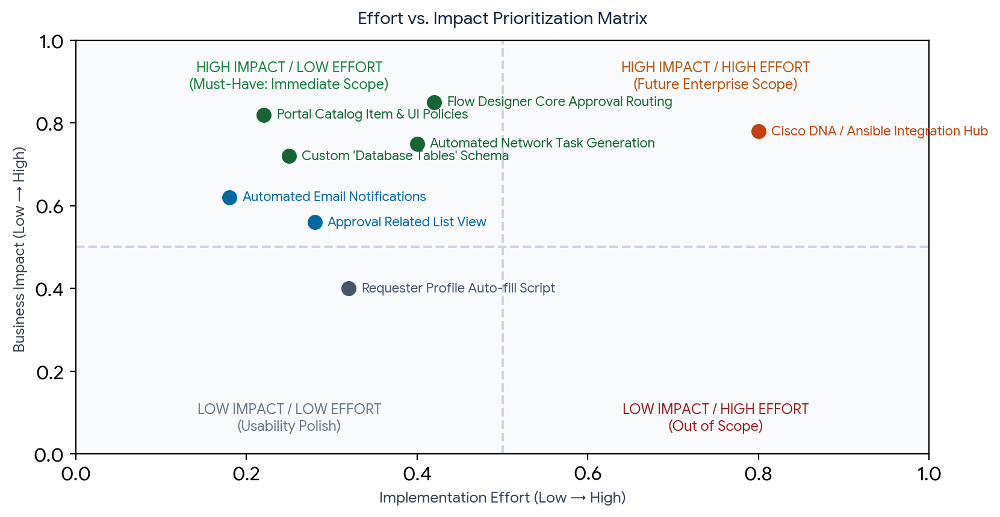 Effort vs. Impact Prioritization Matrix
1.0
HIGH IMPACT / LOW EFFORT
(Must-Have: Immediate Scope)
HIGH IMPACT / HIGH EFFORT
(Future Enterprise Scope)
Flow Designer Core Approval Routing
Portal Catalog Item & UI Policies
0.8
Cisco DNA / Ansible Integration Hub
Automated Network Task Generation
Custom 'Database Tables' Schema
Automated Email Notifications
0.6
Approval Related List View
Business Impact (Low → High)
0.4
Requester Profile Auto-fill Script
0.2
LOW IMPACT / LOW EFFORT
(Usability Polish)
LOW IMPACT / HIGH EFFORT
(Out of Scope)
0.0
0.0 0.2 0.4 0.6 0.8 1.0
Implementation Effort (Low → High)